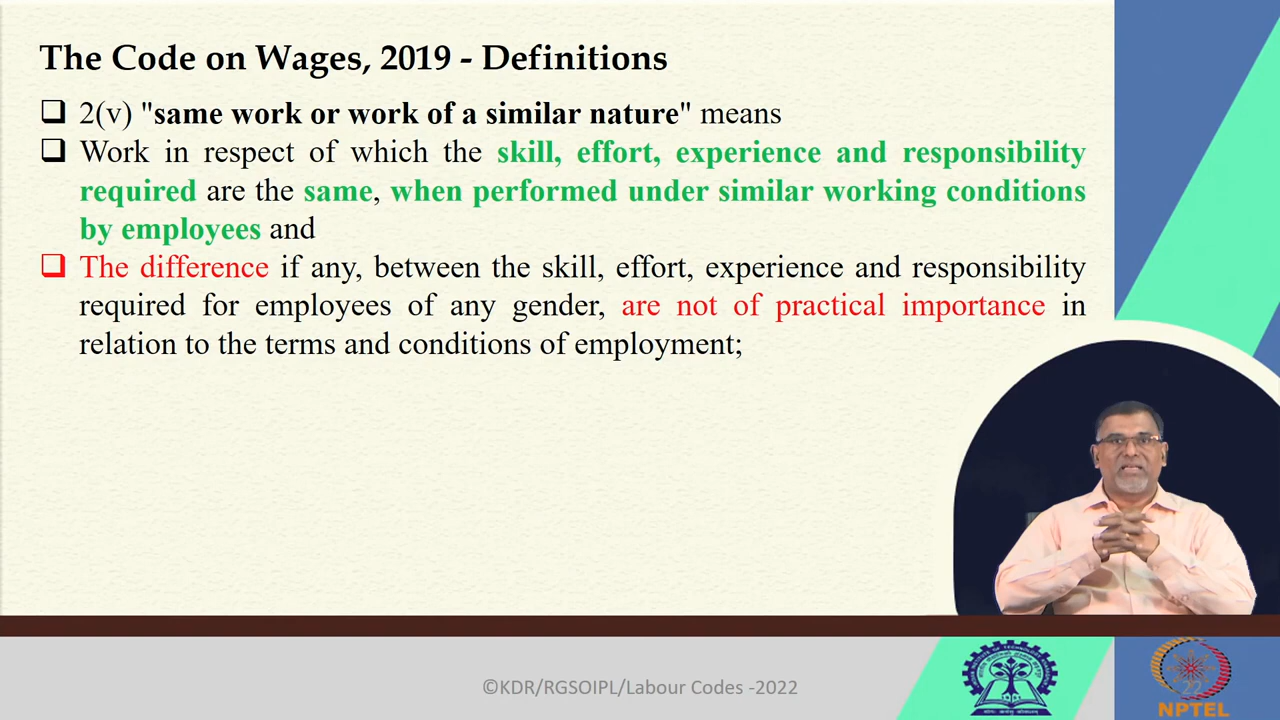 The Code on Wages, 2019 - Definitions
2(v) "same work or work of a similar nature" means
Work in respect of which the skill, effort, experience and responsibility
required are the same, when performed under similar working conditions
by employees and
The difference if any, between the skill, effort, experience and responsibility
required for employees of any gender, are not of practical importance in
relation to the terms and conditions of employment;
©KDR/RGSOIPL/Labour Codes -2022
22
NPTEL